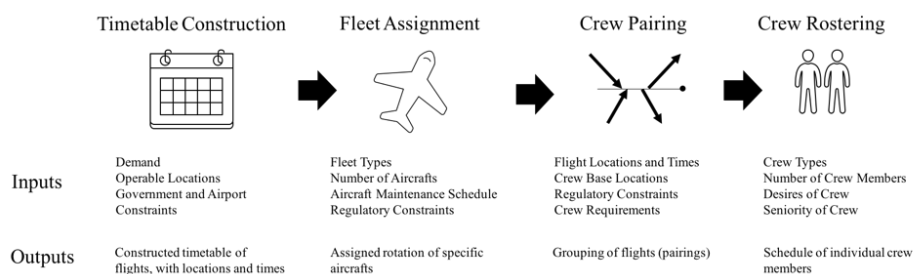 Timetable Construction
Fleet Assignment
Crew Pairing
Crew Rostering
Inputs
Demand
Operable Locations
Government and Airport
Constraints
Fleet Types
Number of Aircrafts
Aircraft Maintenance Schedule
Regulatory Constraints
Flight Locations and Times
Crew Base Locations
Regulatory Constraints
Crew Requirements
Crew Types
Number of Crew Members
Desires of Crew
Seniority of Crew
Outputs
Constructed timetable of
flights, with locations and times
Assigned rotation of specific
aircrafts
Grouping of flights (pairings)
Schedule of individual crew
members